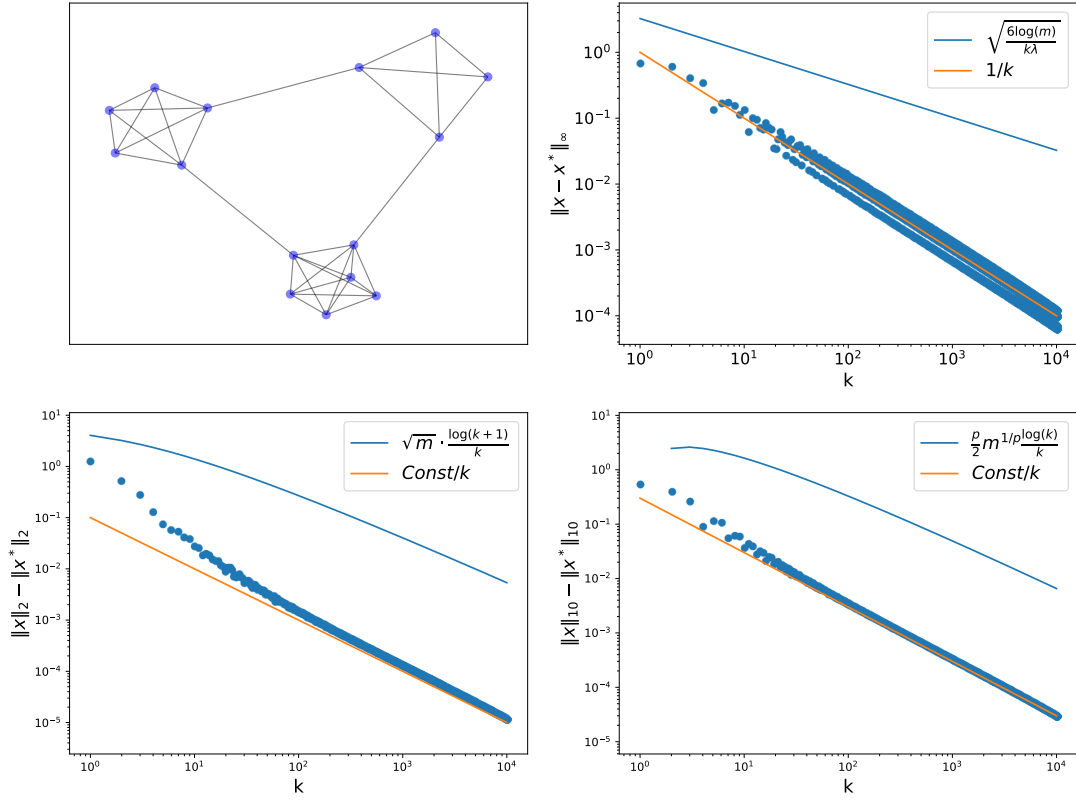 10⁰
10⁻¹
10⁻²
10⁻³
10⁻⁴
‖x − x*‖∞
√(6log(m)/kλ)
1/k
10⁰ 10¹ 10² 10³ 10⁴
k
10¹
10⁰
10⁻¹
10⁻²
10⁻³
10⁻⁴
10⁻⁵
‖x‖₂ − ‖x*‖₂
√m · log(k + 1)/k
Const/k
10⁰ 10¹ 10² 10³ 10⁴
k
10¹
10⁰
10⁻¹
10⁻²
10⁻³
10⁻⁴
10⁻⁵
‖x‖₁₀ − ‖x*‖₁₀
p/2 m^{1/p} log(k)/k
Const/k
10⁰ 10¹ 10² 10³ 10⁴
k